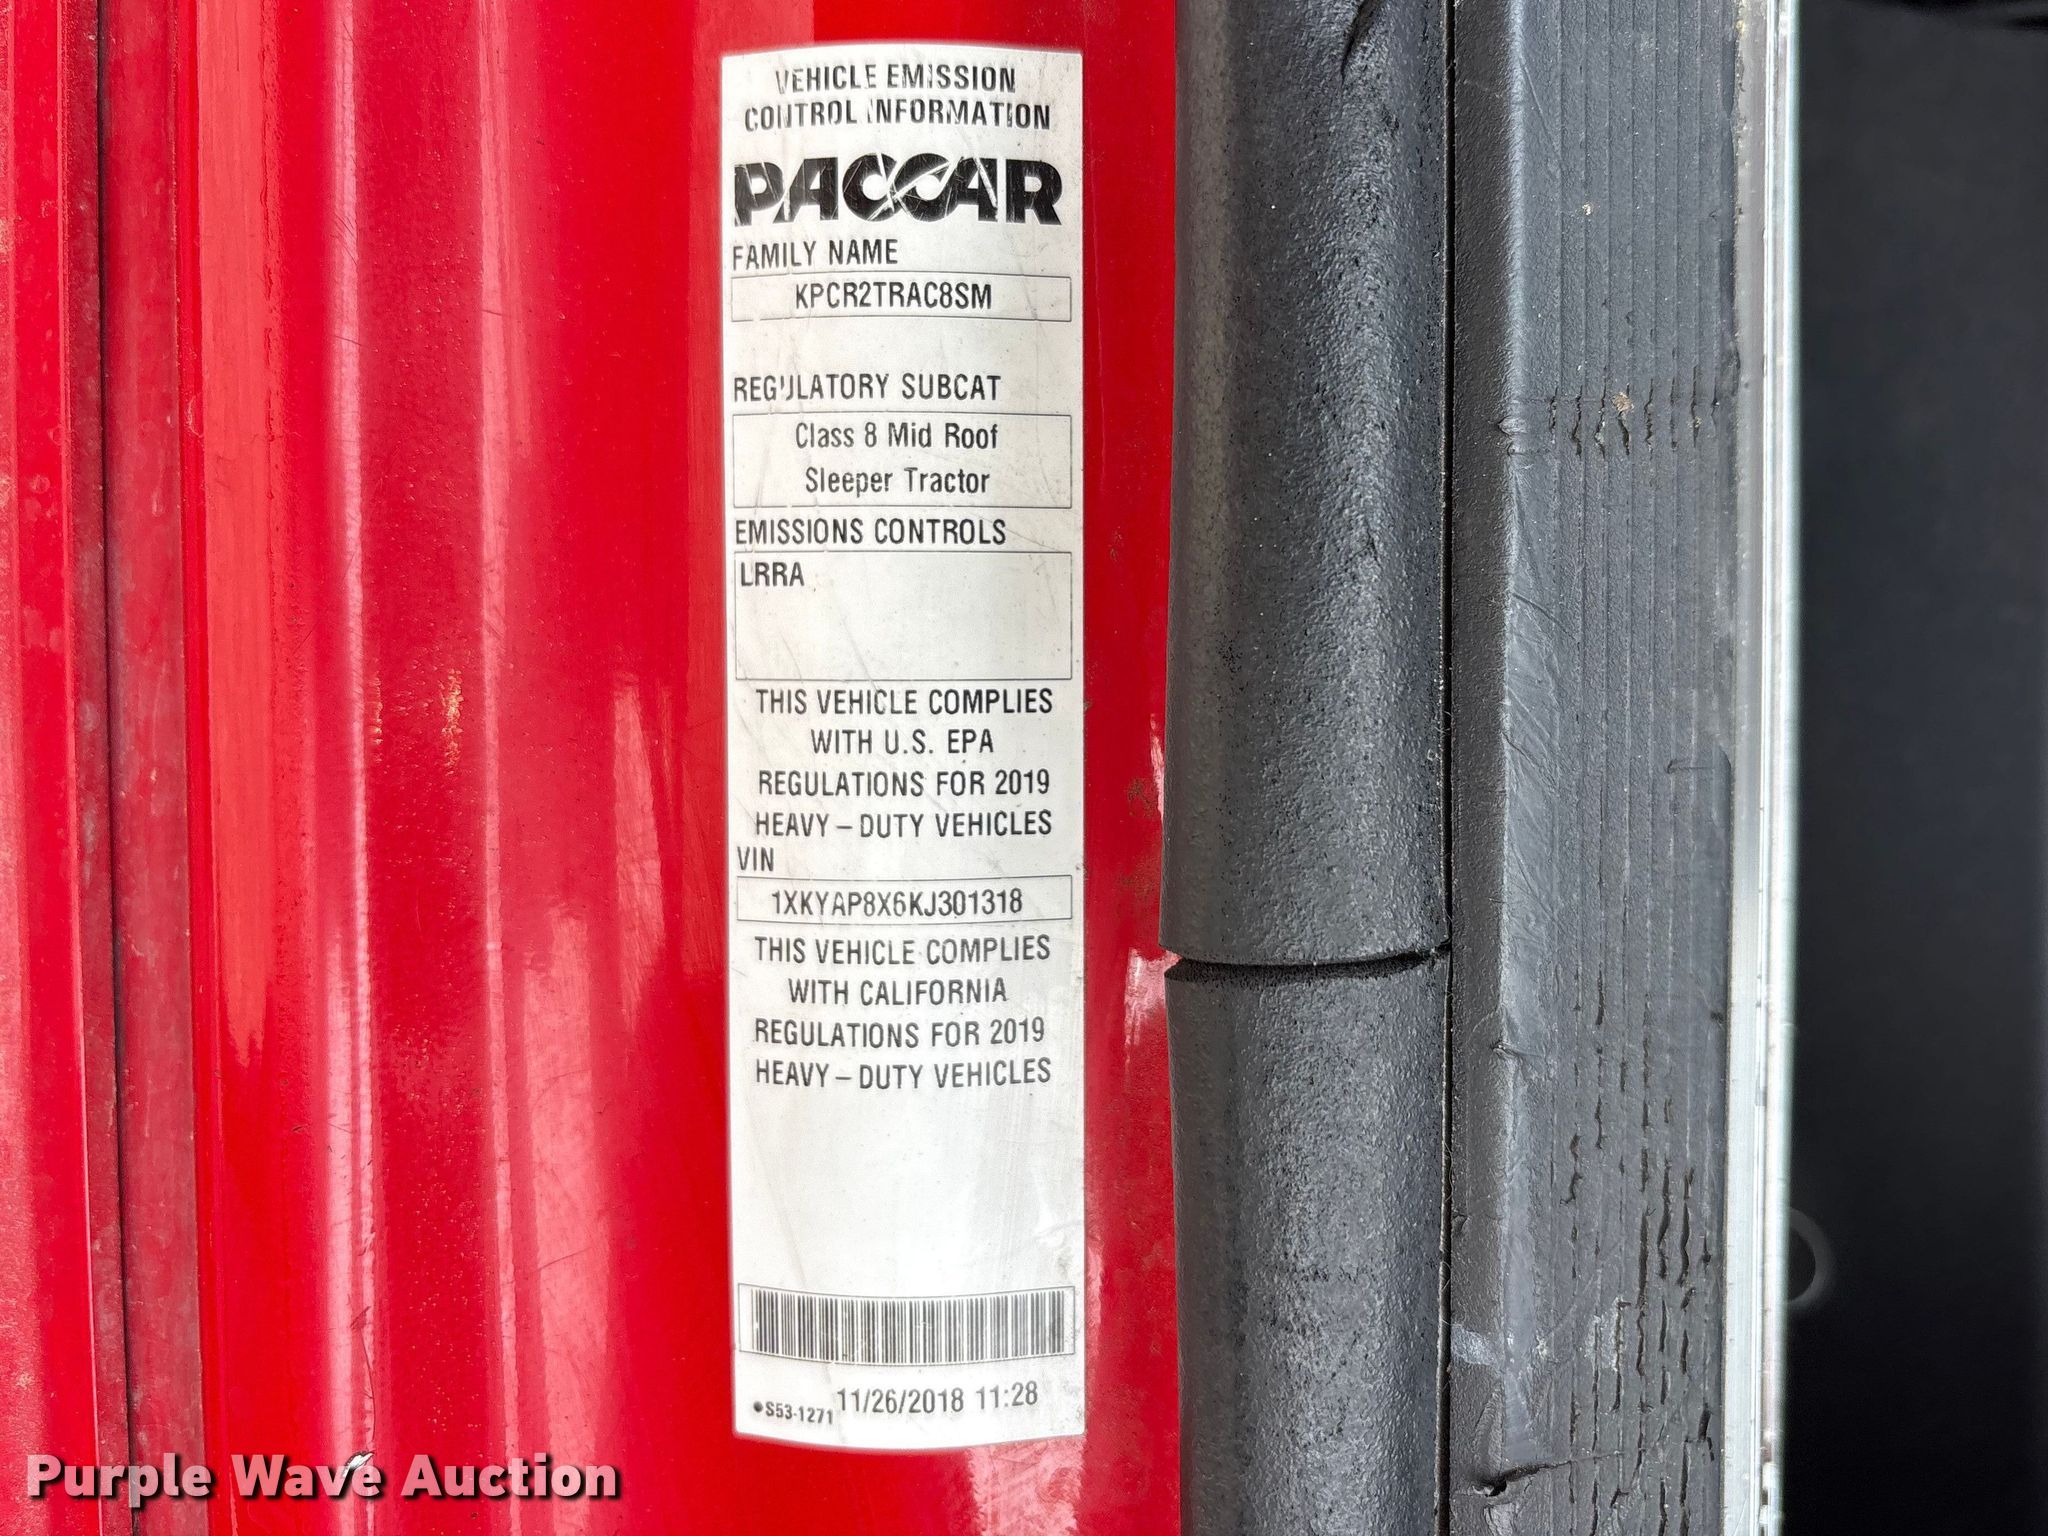 VEHICLE EMISSION
CONTROL INFORMATION
PACCAR
FAMILY NAME
KPCR2TRAC8SM
REGULATORY SUBCAT
Class 8 Mid Roof
Sleeper Tractor
EMISSIONS CONTROLS
LRRA
THIS VEHICLE COMPLIES
WITH U.S. EPA
REGULATIONS FOR 2019
HEAVY – DUTY VEHICLES
VIN
1XKYAP8X6KJ301318
THIS VEHICLE COMPLIES
WITH CALIFORNIA
REGULATIONS FOR 2019
HEAVY – DUTY VEHICLES
•S53-1271 11/26/2018 11:28
Purple Wave Auction